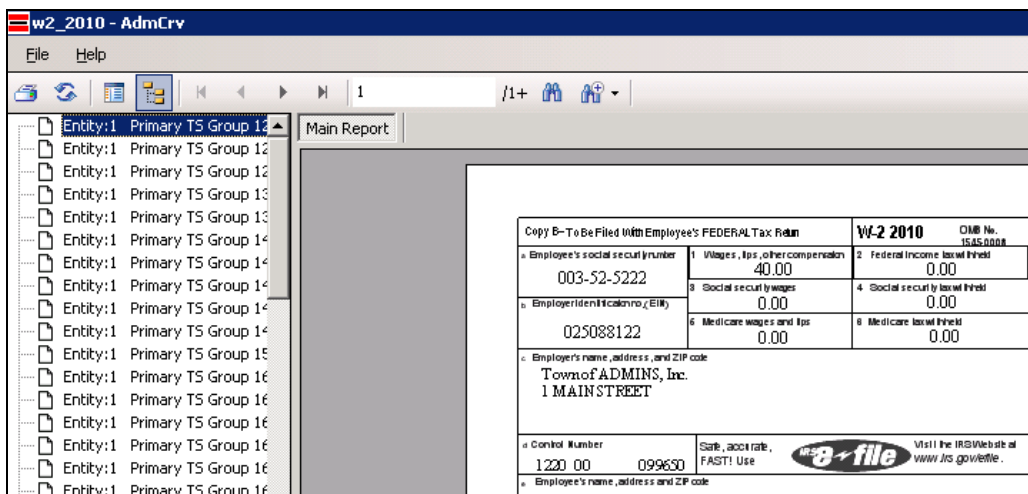 w2_2010 - AdmCrv
File Help
1 /1+
Entity:1 Primary TS Group 12
Entity:1 Primary TS Group 12
Entity:1 Primary TS Group 12
Entity:1 Primary TS Group 13
Entity:1 Primary TS Group 13
Entity:1 Primary TS Group 14
Entity:1 Primary TS Group 14
Entity:1 Primary TS Group 14
Entity:1 Primary TS Group 14
Entity:1 Primary TS Group 14
Entity:1 Primary TS Group 15
Entity:1 Primary TS Group 16
Entity:1 Primary TS Group 16
Entity:1 Primary TS Group 16
Entity:1 Primary TS Group 16
Entity:1 Primary TS Group 16
Entity:1 Primary TS Group 16
Main Report
Copy B-To Be Filed With Employee's FEDERAL Tax Return
W-2 2010 OMB No.
1545-0008
a Employee's social security number
003-52-5222
1 Wages, tips, other compensation
40.00
2 Federal income tax withheld
0.00
3 Social security wages
0.00
4 Social security tax withheld
0.00
b Employer identification no. (EIN)
025088122
5 Medicare wages and tips
0.00
6 Medicare tax withheld
0.00
c Employer's name, address, and ZIP code
Town of ADMINS, Inc.
1 MAIN STREET
d Control Number
1220 00 099650
Safe, accurate,
FAST! Use
IRS e-file
Visit the IRS Website at
www.irs.gov/efile.
e Employee's name, address and ZIP code